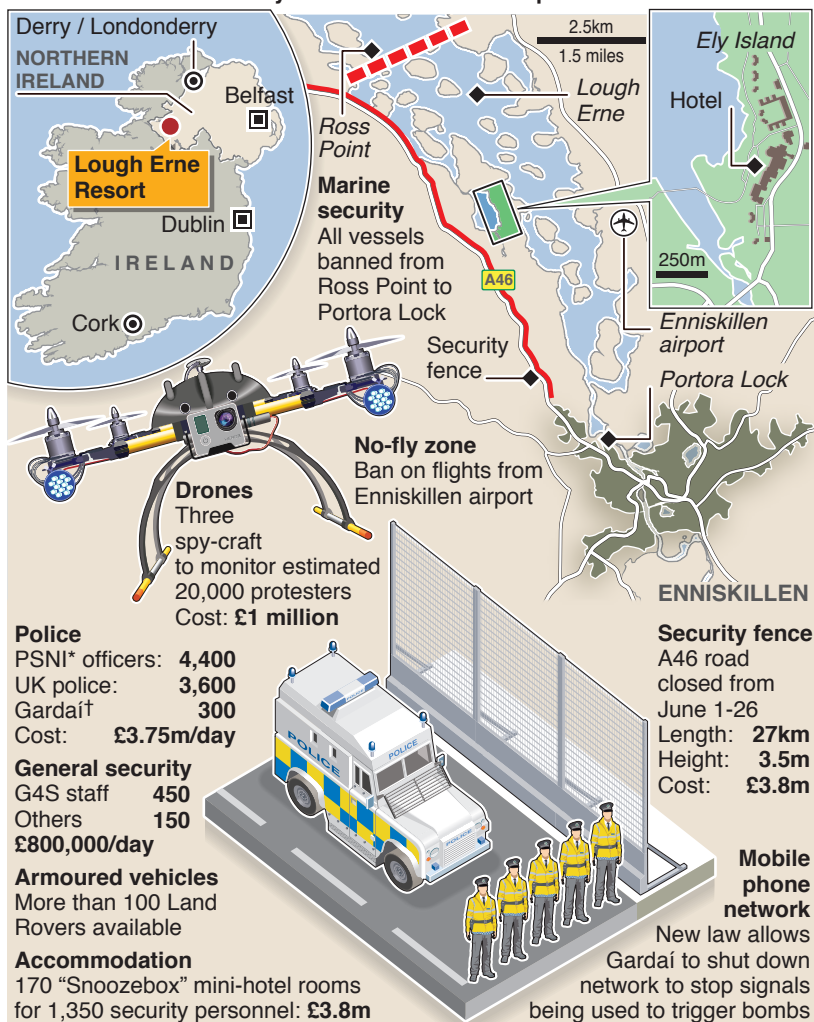 Derry / Londonderry
NORTHERN
IRELAND
Belfast
Lough Erne
Resort
Dublin
IRELAND
Cork
2.5km
1.5 miles
Ross
Point
Lough
Erne
Ely Island
Hotel
250m
Marine
security
All vessels
banned from
Ross Point to
Portora Lock
A46
Security
fence
Enniskillen
airport
Portora Lock
No-fly zone
Ban on flights from
Enniskillen airport
Drones
Three
spy-craft
to monitor estimated
20,000 protesters
Cost: £1 million
ENNISKILLEN
Police
PSNI* officers: 4,400
UK police: 3,600
Gardaí† 300
Cost: £3.75m/day
General security
G4S staff 450
Others 150
£800,000/day
Armoured vehicles
More than 100 Land
Rovers available
Accommodation
170 “Snoozebox” mini-hotel rooms
for 1,350 security personnel: £3.8m
POLICE
POLICE
POLICE
Security fence
A46 road
closed from
June 1-26
Length: 27km
Height: 3.5m
Cost: £3.8m
Mobile
phone
network
New law allows
Gardaí to shut down
network to stop signals
being used to trigger bombs